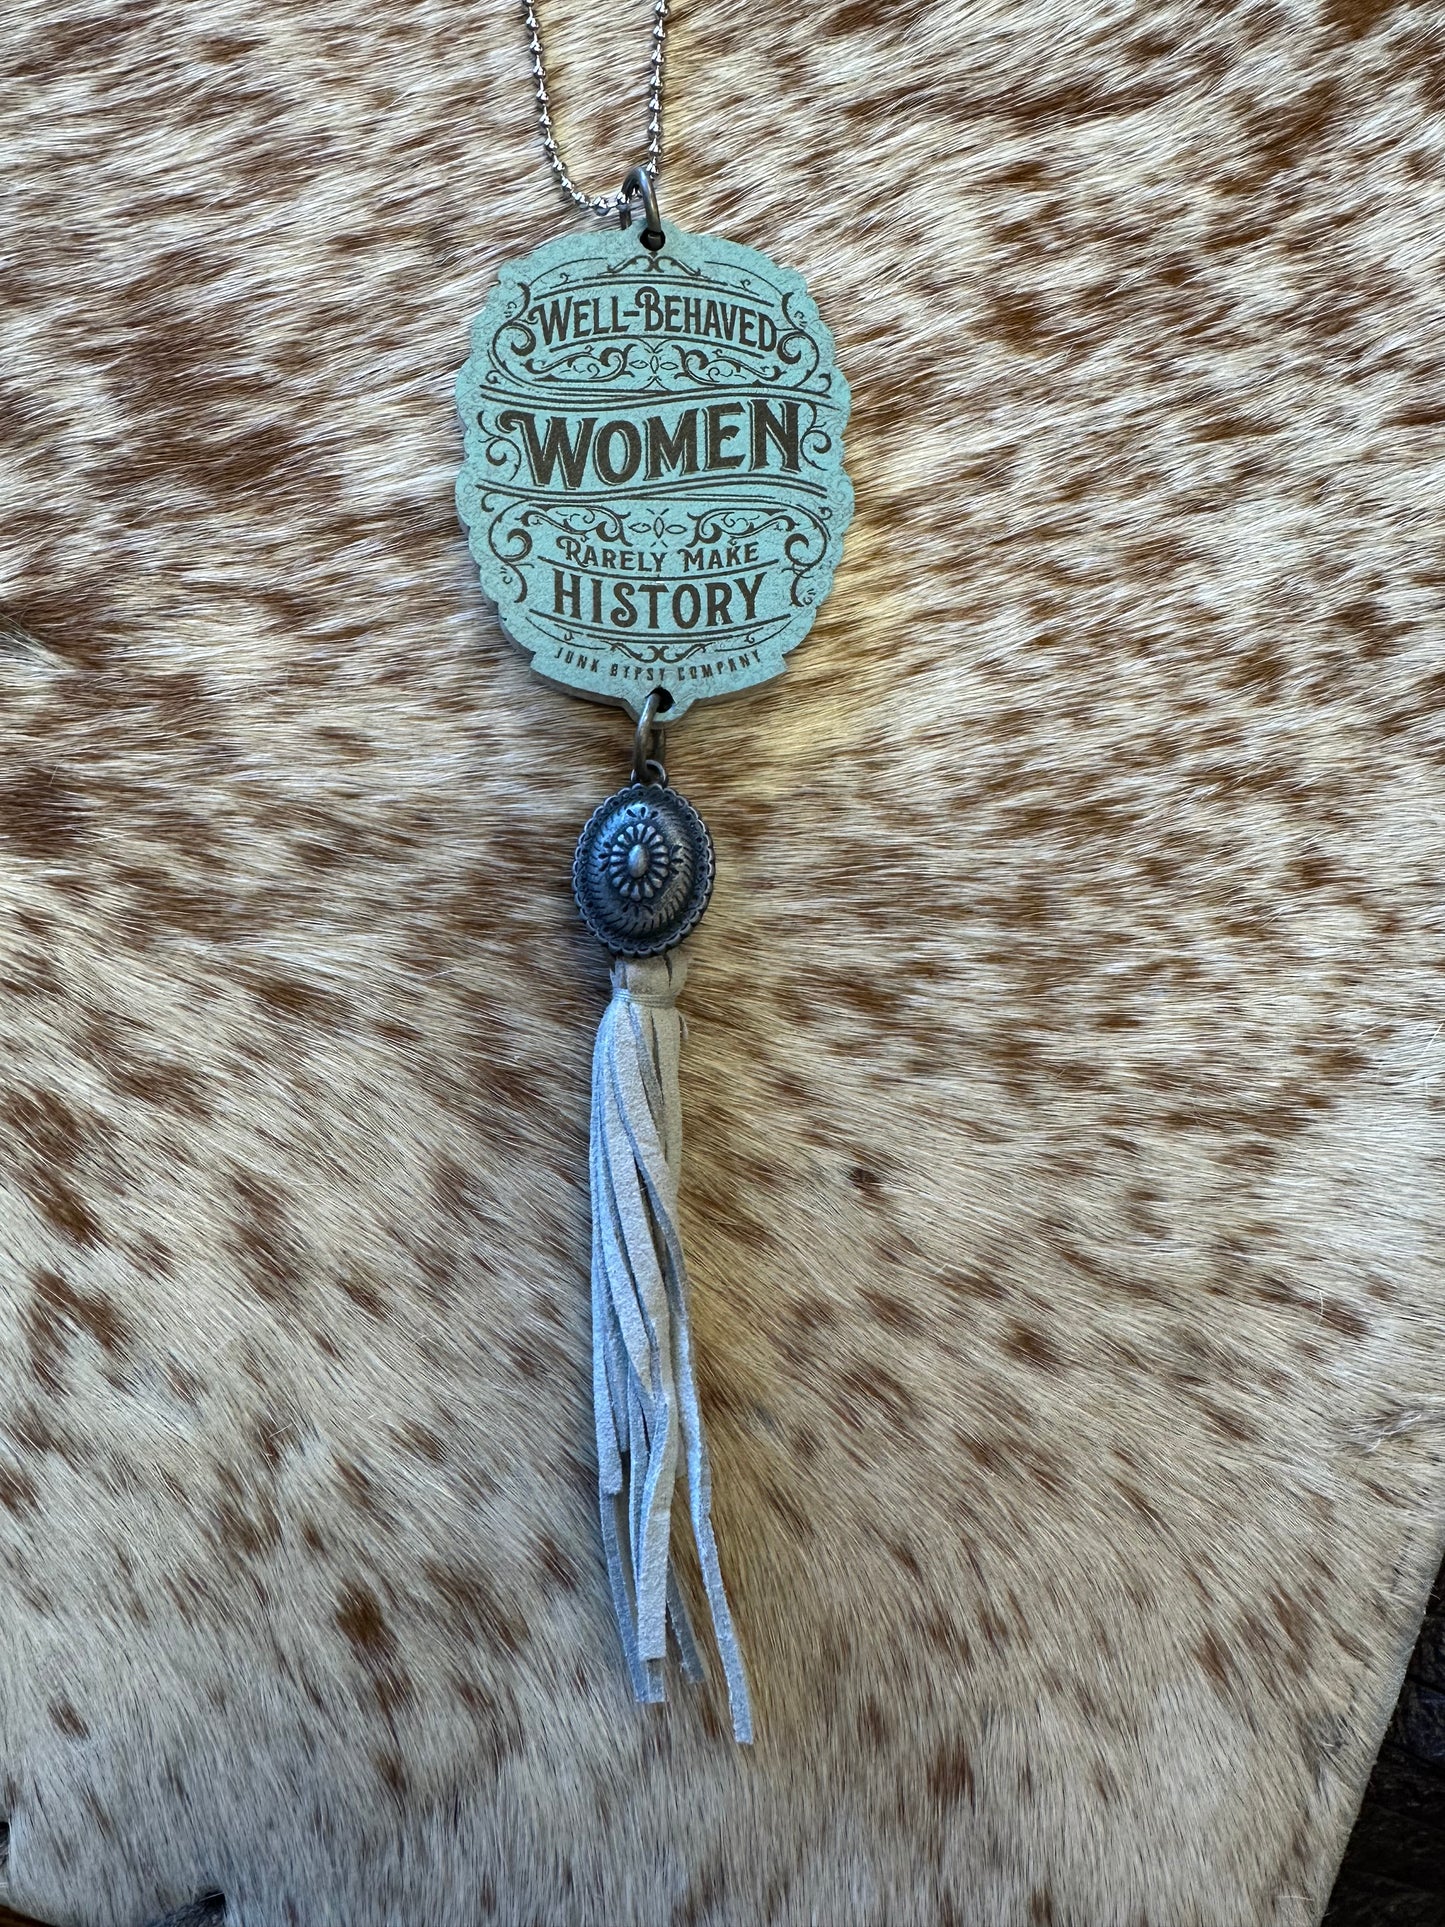 WELL-BEHAVED
WOMEN
RARELY MAKE
HISTORY
JUNK GYPSY COMPANY